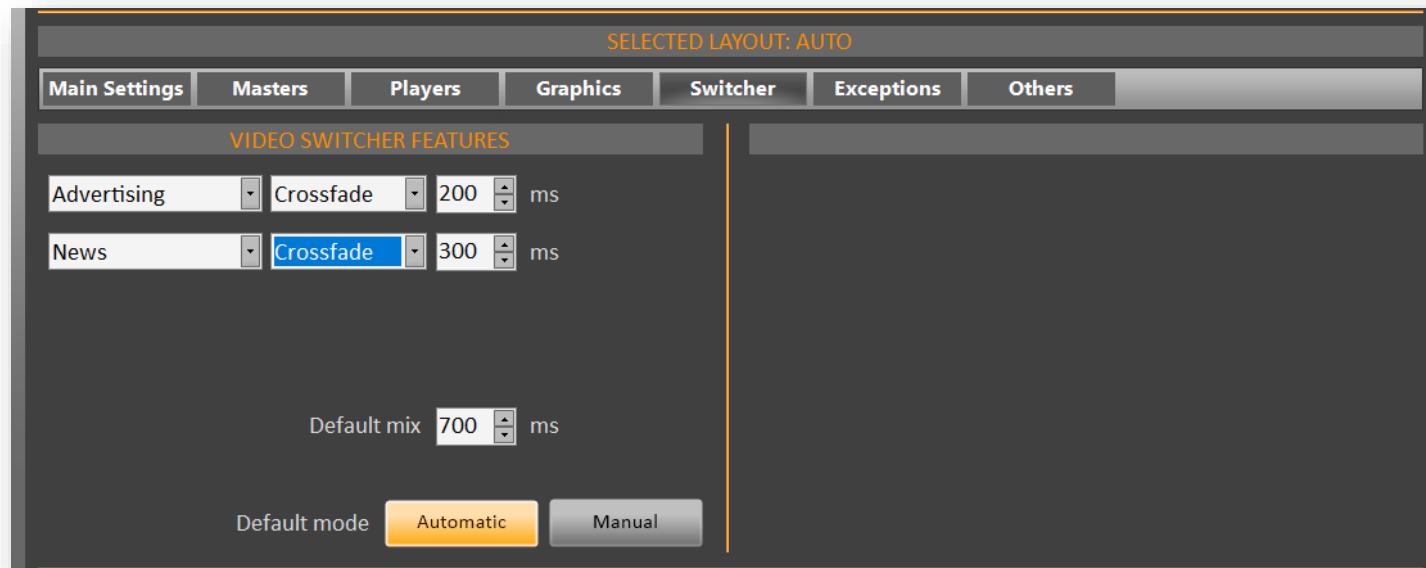 SELECTED LAYOUT: AUTO
Main Settings Masters Players Graphics Switcher Exceptions Others
VIDEO SWITCHER FEATURES
Advertising Crossfade 200 ms
News Crossfade 300 ms
Default mix 700 ms
Default mode Automatic Manual